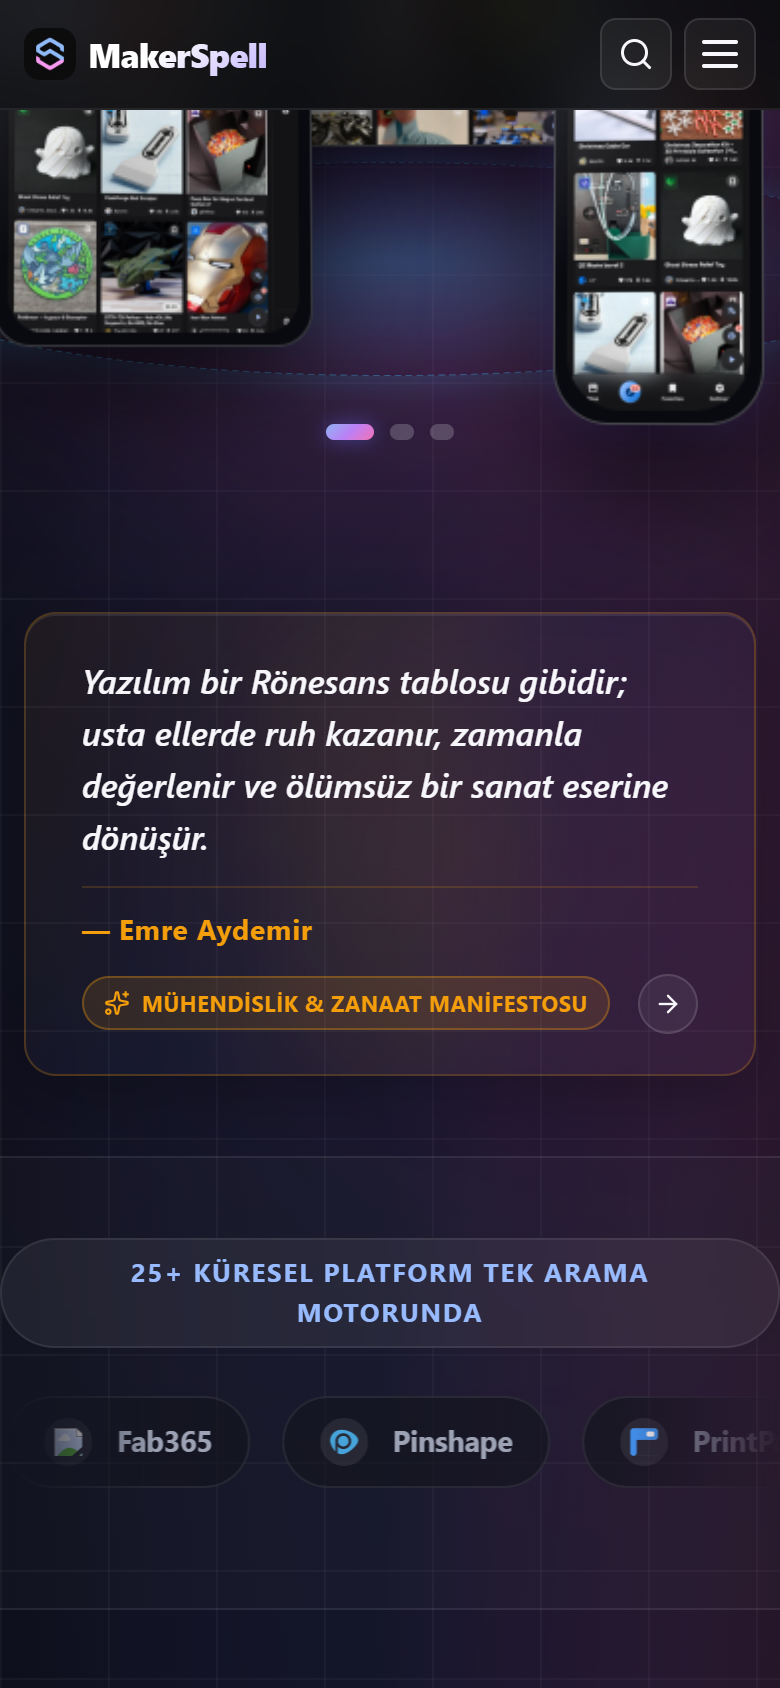 MakerSpell
Yazılım bir Rönesans tablosu gibidir;
usta ellerde ruh kazanır, zamanla
değerlenir ve ölümsüz bir sanat eserine
dönüşür.
— Emre Aydemir
MÜHENDİSLİK & ZANAAT MANİFESTOSU
25+ KÜRESEL PLATFORM TEK ARAMA
MOTORUNDA
Fab365
Pinshape
PrintP